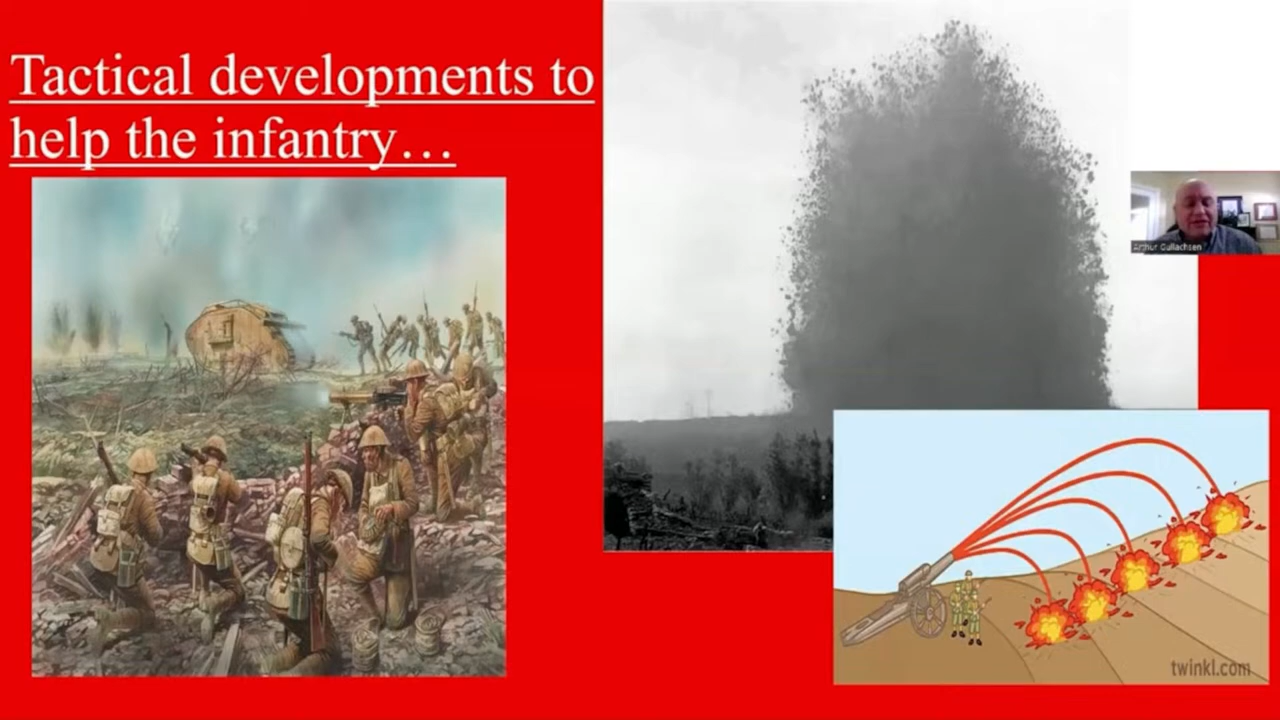 Tactical developments to
help the infantry…
Arthur Gullachsen
twinkl.com